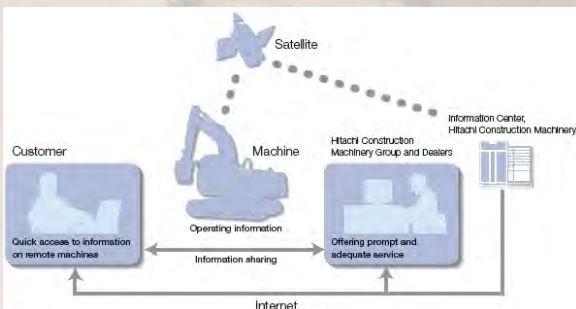 Satellite
Information Center,
Hitachi Construction Machinery
Customer
Machine
Hitachi Construction
Machinery Group and Dealers
Operating information
Quick access to information
on remote machines
Information sharing
Offering prompt and
adequate service
Internet